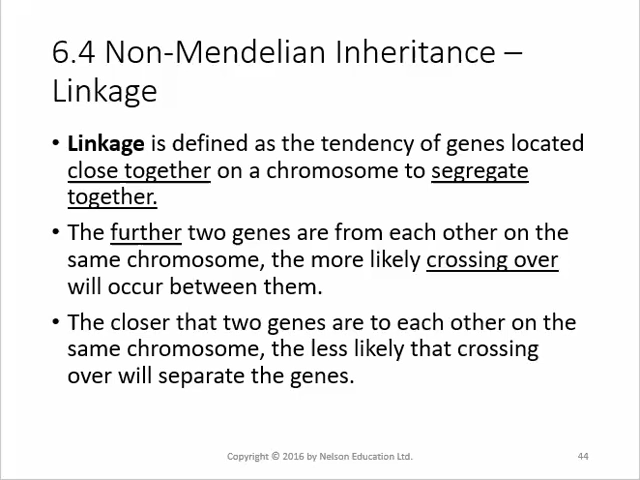 6.4 Non-Mendelian Inheritance –
Linkage
• Linkage is defined as the tendency of genes located
close together on a chromosome to segregate
together.
• The further two genes are from each other on the
same chromosome, the more likely crossing over
will occur between them.
• The closer that two genes are to each other on the
same chromosome, the less likely that crossing
over will separate the genes.
Copyright © 2016 by Nelson Education Ltd.
44